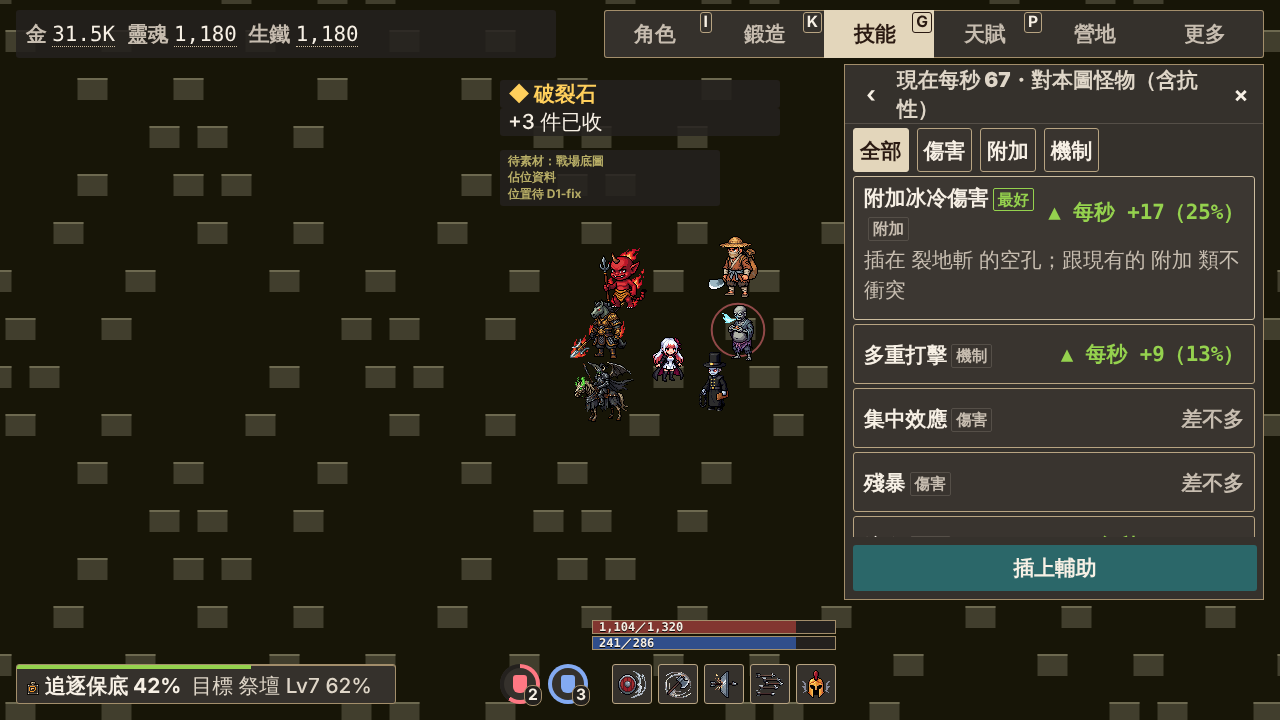 金 31.5K 靈魂 1,180 生鐵 1,180
角色 I 鍛造 K 技能 G 天賦 P 營地 更多
◆ 破裂石
+3 件已收
待素材：戰場底圖
佔位資料
位置待 D1-fix
‹ 現在每秒 67・對本圖怪物（含抗性） ×
全部 傷害 附加 機制
附加冰冷傷害 最好 ▲ 每秒 +17（25%）
附加
插在 裂地斬 的空孔；跟現有的 附加 類不
衝突
多重打擊 機制 ▲ 每秒 +9（13%）
集中效應 傷害 差不多
殘暴 傷害 差不多
插上輔助
1,104／1,320
241／286
追逐保底 42% 目標 祭壇 Lv7 62%
2 3